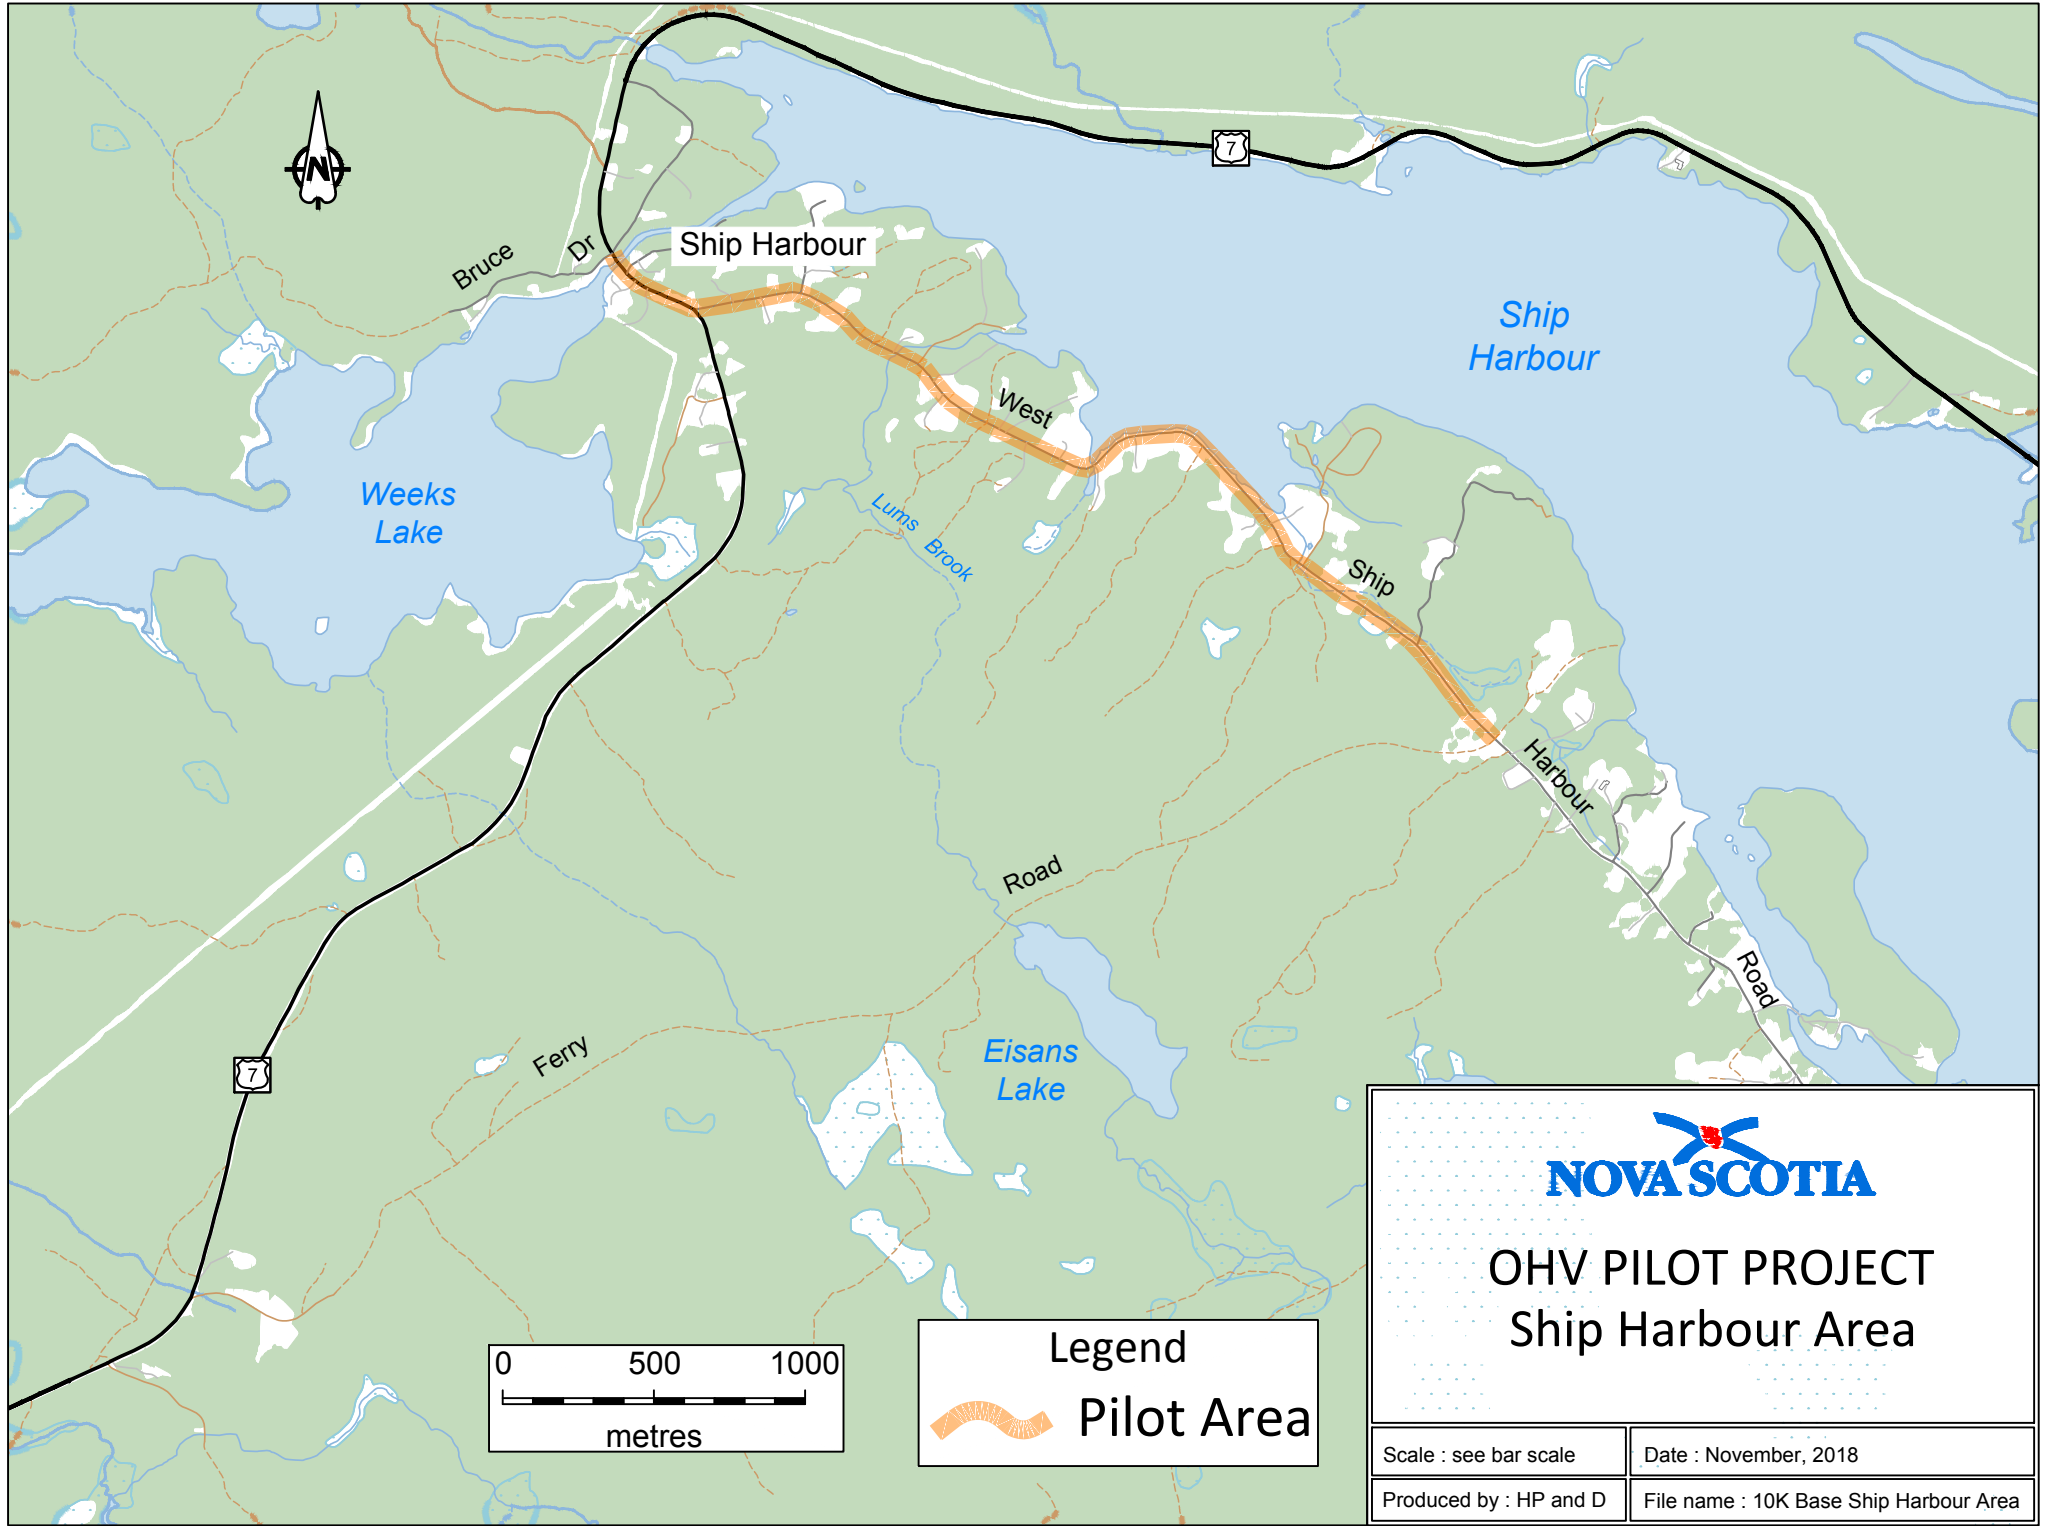 N
7
Bruce Dr
Ship Harbour
Ship
Harbour
West
Weeks
Lake
Lums Brook
Ship
Harbour
Road
Road
Ferry
Eisans
Lake
7
0 500 1000
metres
Legend
Pilot Area
NOVA SCOTIA
OHV PILOT PROJECT
Ship Harbour Area
Scale : see bar scale
Date : November, 2018
Produced by : HP and D
File name : 10K Base Ship Harbour Area